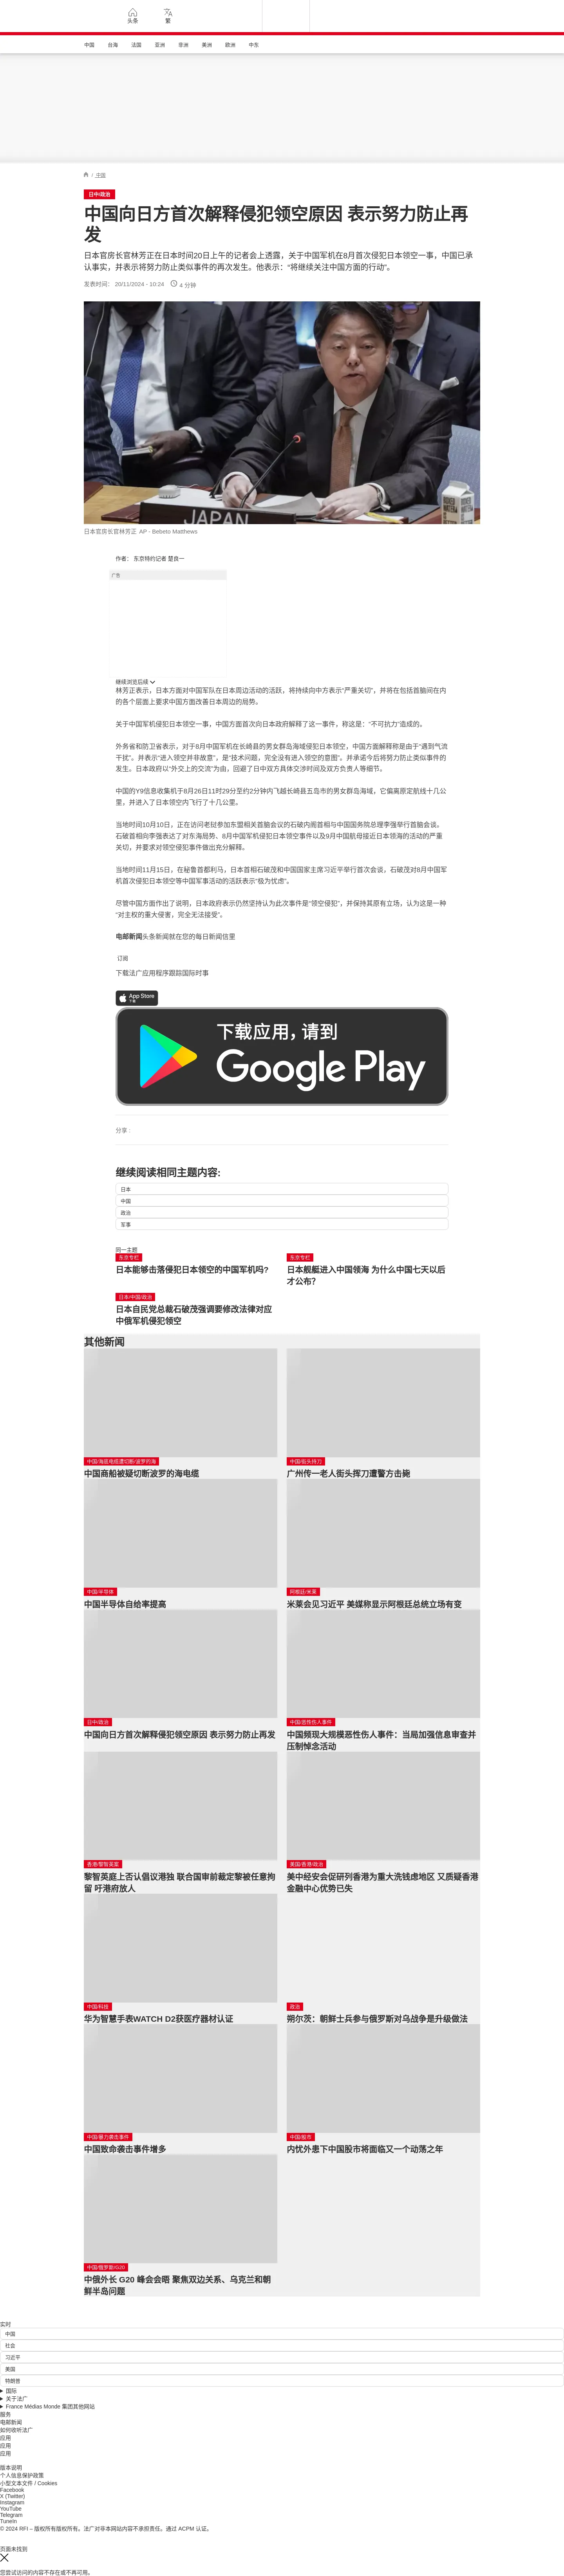 头条
繁
中国
台海
法国
亚洲
非洲
美洲
欧洲
中东
/ 中国
日中/政治
中国向日方首次解释侵犯领空原因 表示努力防止再
发
日本官房长官林芳正在日本时间20日上午的记者会上透露，关于中国军机在8月首次侵犯日本领空一事，中国已承
认事实，并表示将努力防止类似事件的再次发生。他表示：“将继续关注中国方面的行动”。
发表时间： 20/11/2024 - 10:24
4 分钟
JAPAN
日本官房长官林芳正 AP - Bebeto Matthews
作者： 东京特约记者 楚良一
广告
继续浏览后续
林芳正表示，日本方面对中国军队在日本周边活动的活跃，将持续向中方表示“严重关切”，并将在包括首脑间在内
的各个层面上要求中国方面改善日本周边的局势。
关于中国军机侵犯日本领空一事，中国方面首次向日本政府解释了这一事件，称这是：“不可抗力”造成的。
外务省和防卫省表示，对于8月中国军机在长崎县的男女群岛海域侵犯日本领空，中国方面解释称是由于“遇到气流
干扰”。并表示“进入领空并非故意”，是“技术问题，完全没有进入领空的意图”。并承诺今后将努力防止类似事件的
发生。日本政府以“外交上的交流”为由，回避了日中双方具体交涉时间及双方负责人等细节。
中国的Y9信息收集机于8月26日11时29分至约2分钟内飞越长崎县五岛市的男女群岛海域，它偏离原定航线十几公
里，并进入了日本领空内飞行了十几公里。
当地时间10月10日，正在访问老挝参加东盟相关首脑会议的石破内阁首相与中国国务院总理李强举行首脑会谈。
石破首相向李强表达了对东海局势、8月中国军机侵犯日本领空事件以及9月中国航母接近日本领海的活动的严重
关切，并要求对领空侵犯事件做出充分解释。
当地时间11月15日，在秘鲁首都利马，日本首相石破茂和中国国家主席习近平举行首次会谈，石破茂对8月中国军
机首次侵犯日本领空等中国军事活动的活跃表示“极为忧虑”。
尽管中国方面作出了说明，日本政府表示仍然坚持认为此次事件是“领空侵犯”，并保持其原有立场，认为这是一种
“对主权的重大侵害，完全无法接受”。
电邮新闻头条新闻就在您的每日新闻信里
订阅
下载法广应用程序跟踪国际时事
App Store
下载
下载应用，请到
Google Play
分享 :
继续阅读相同主题内容:
日本
中国
政治
军事
同一主题
东京专栏
日本能够击落侵犯日本领空的中国军机吗?
东京专栏
日本舰艇进入中国领海 为什么中国七天以后
才公布?
日本/中国/政治
日本自民党总裁石破茂强调要修改法律对应
中俄军机侵犯领空
其他新闻
中国/海底电缆遭切断/波罗的海
中国商船被疑切断波罗的海电缆
中国/街头持刀
广州传一老人街头挥刀遭警方击毙
中国/半导体
中国半导体自给率提高
阿根廷/米莱
米莱会见习近平 美媒称显示阿根廷总统立场有变
日中/政治
中国向日方首次解释侵犯领空原因 表示努力防止再发
中国/恶性伤人事件
中国频现大规模恶性伤人事件：当局加强信息审查并
压制悼念活动
香港/黎智英案
黎智英庭上否认倡议港独 联合国审前裁定黎被任意拘
留 吁港府放人
美国/香港/政治
美中经安会促研列香港为重大洗钱虑地区 又质疑香港
金融中心优势已失
中国/科技
华为智慧手表WATCH D2获医疗器材认证
政治
朔尔茨：朝鲜士兵参与俄罗斯对乌战争是升级做法
中国/暴力袭击事件
中国致命袭击事件增多
中国/股市
内忧外患下中国股市将面临又一个动荡之年
中国/俄罗斯/G20
中俄外长 G20 峰会会晤 聚焦双边关系、乌克兰和朝
鲜半岛问题
实时
中国
社会
习近平
美国
特朗普
国际
关于法广
France Médias Monde 集团其他网站
服务
电邮新闻
如何收听法广
应用
应用
应用
版本说明
个人信息保护政策
小型文本文件 / Cookies
Facebook
X (Twitter)
Instagram
YouTube
Telegram
TuneIn
© 2024 RFI – 版权所有版权所有。法广对非本网站内容不承担责任。通过 ACPM 认证。
页面未找到
您尝试访问的内容不存在或不再可用。